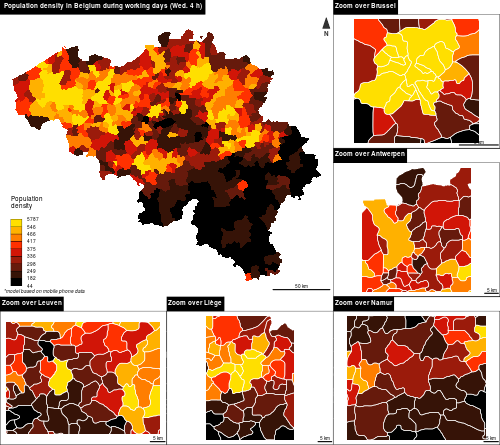 Population density in Belgium during working days (Wed. 4 h)
N
Population
density
5787
546
466
417
375
336
298
249
182
44
*model based on mobile phone data
50 km
Zoom over Brussel
Zoom over Antwerpen
5 km
Zoom over Leuven
5 km
Zoom over Liège
5 km
Zoom over Namur
5 km